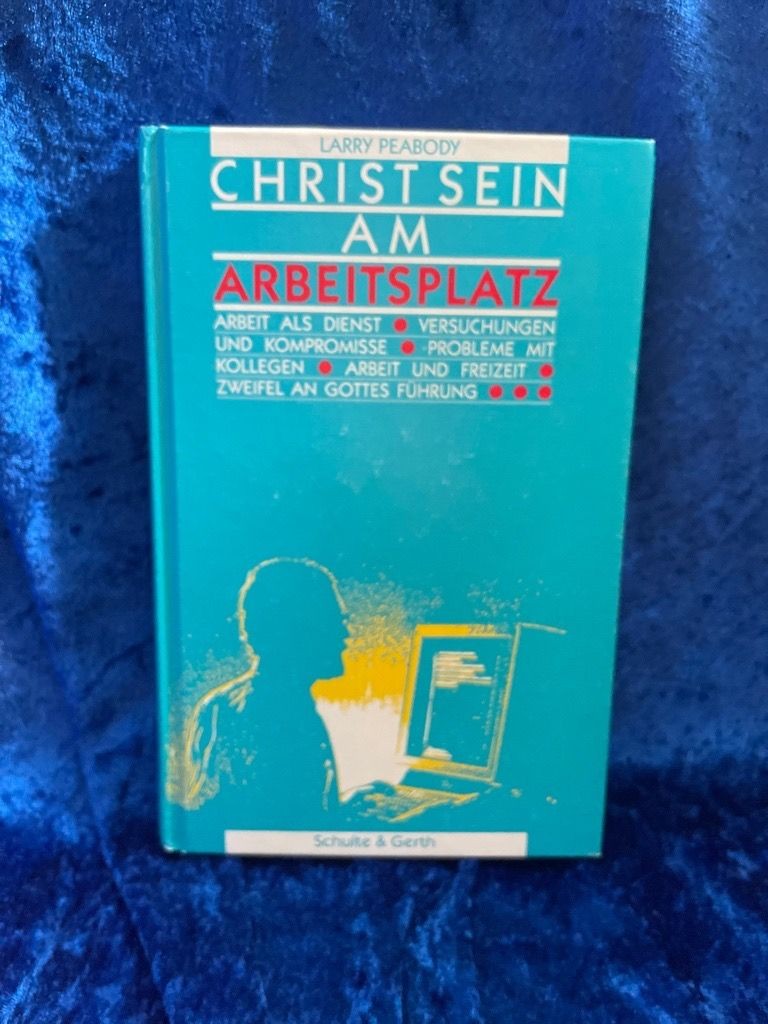 LARRY PEABODY
CHRIST SEIN
AM
ARBEITSPLATZ
ARBEIT ALS DIENST ● VERSUCHUNGEN
UND KOMPROMISSE ● PROBLEME MIT
KOLLEGEN ● ARBEIT UND FREIZEIT ●
ZWEIFEL AN GOTTES FÜHRUNG ● ● ●
Schulte & Gerth